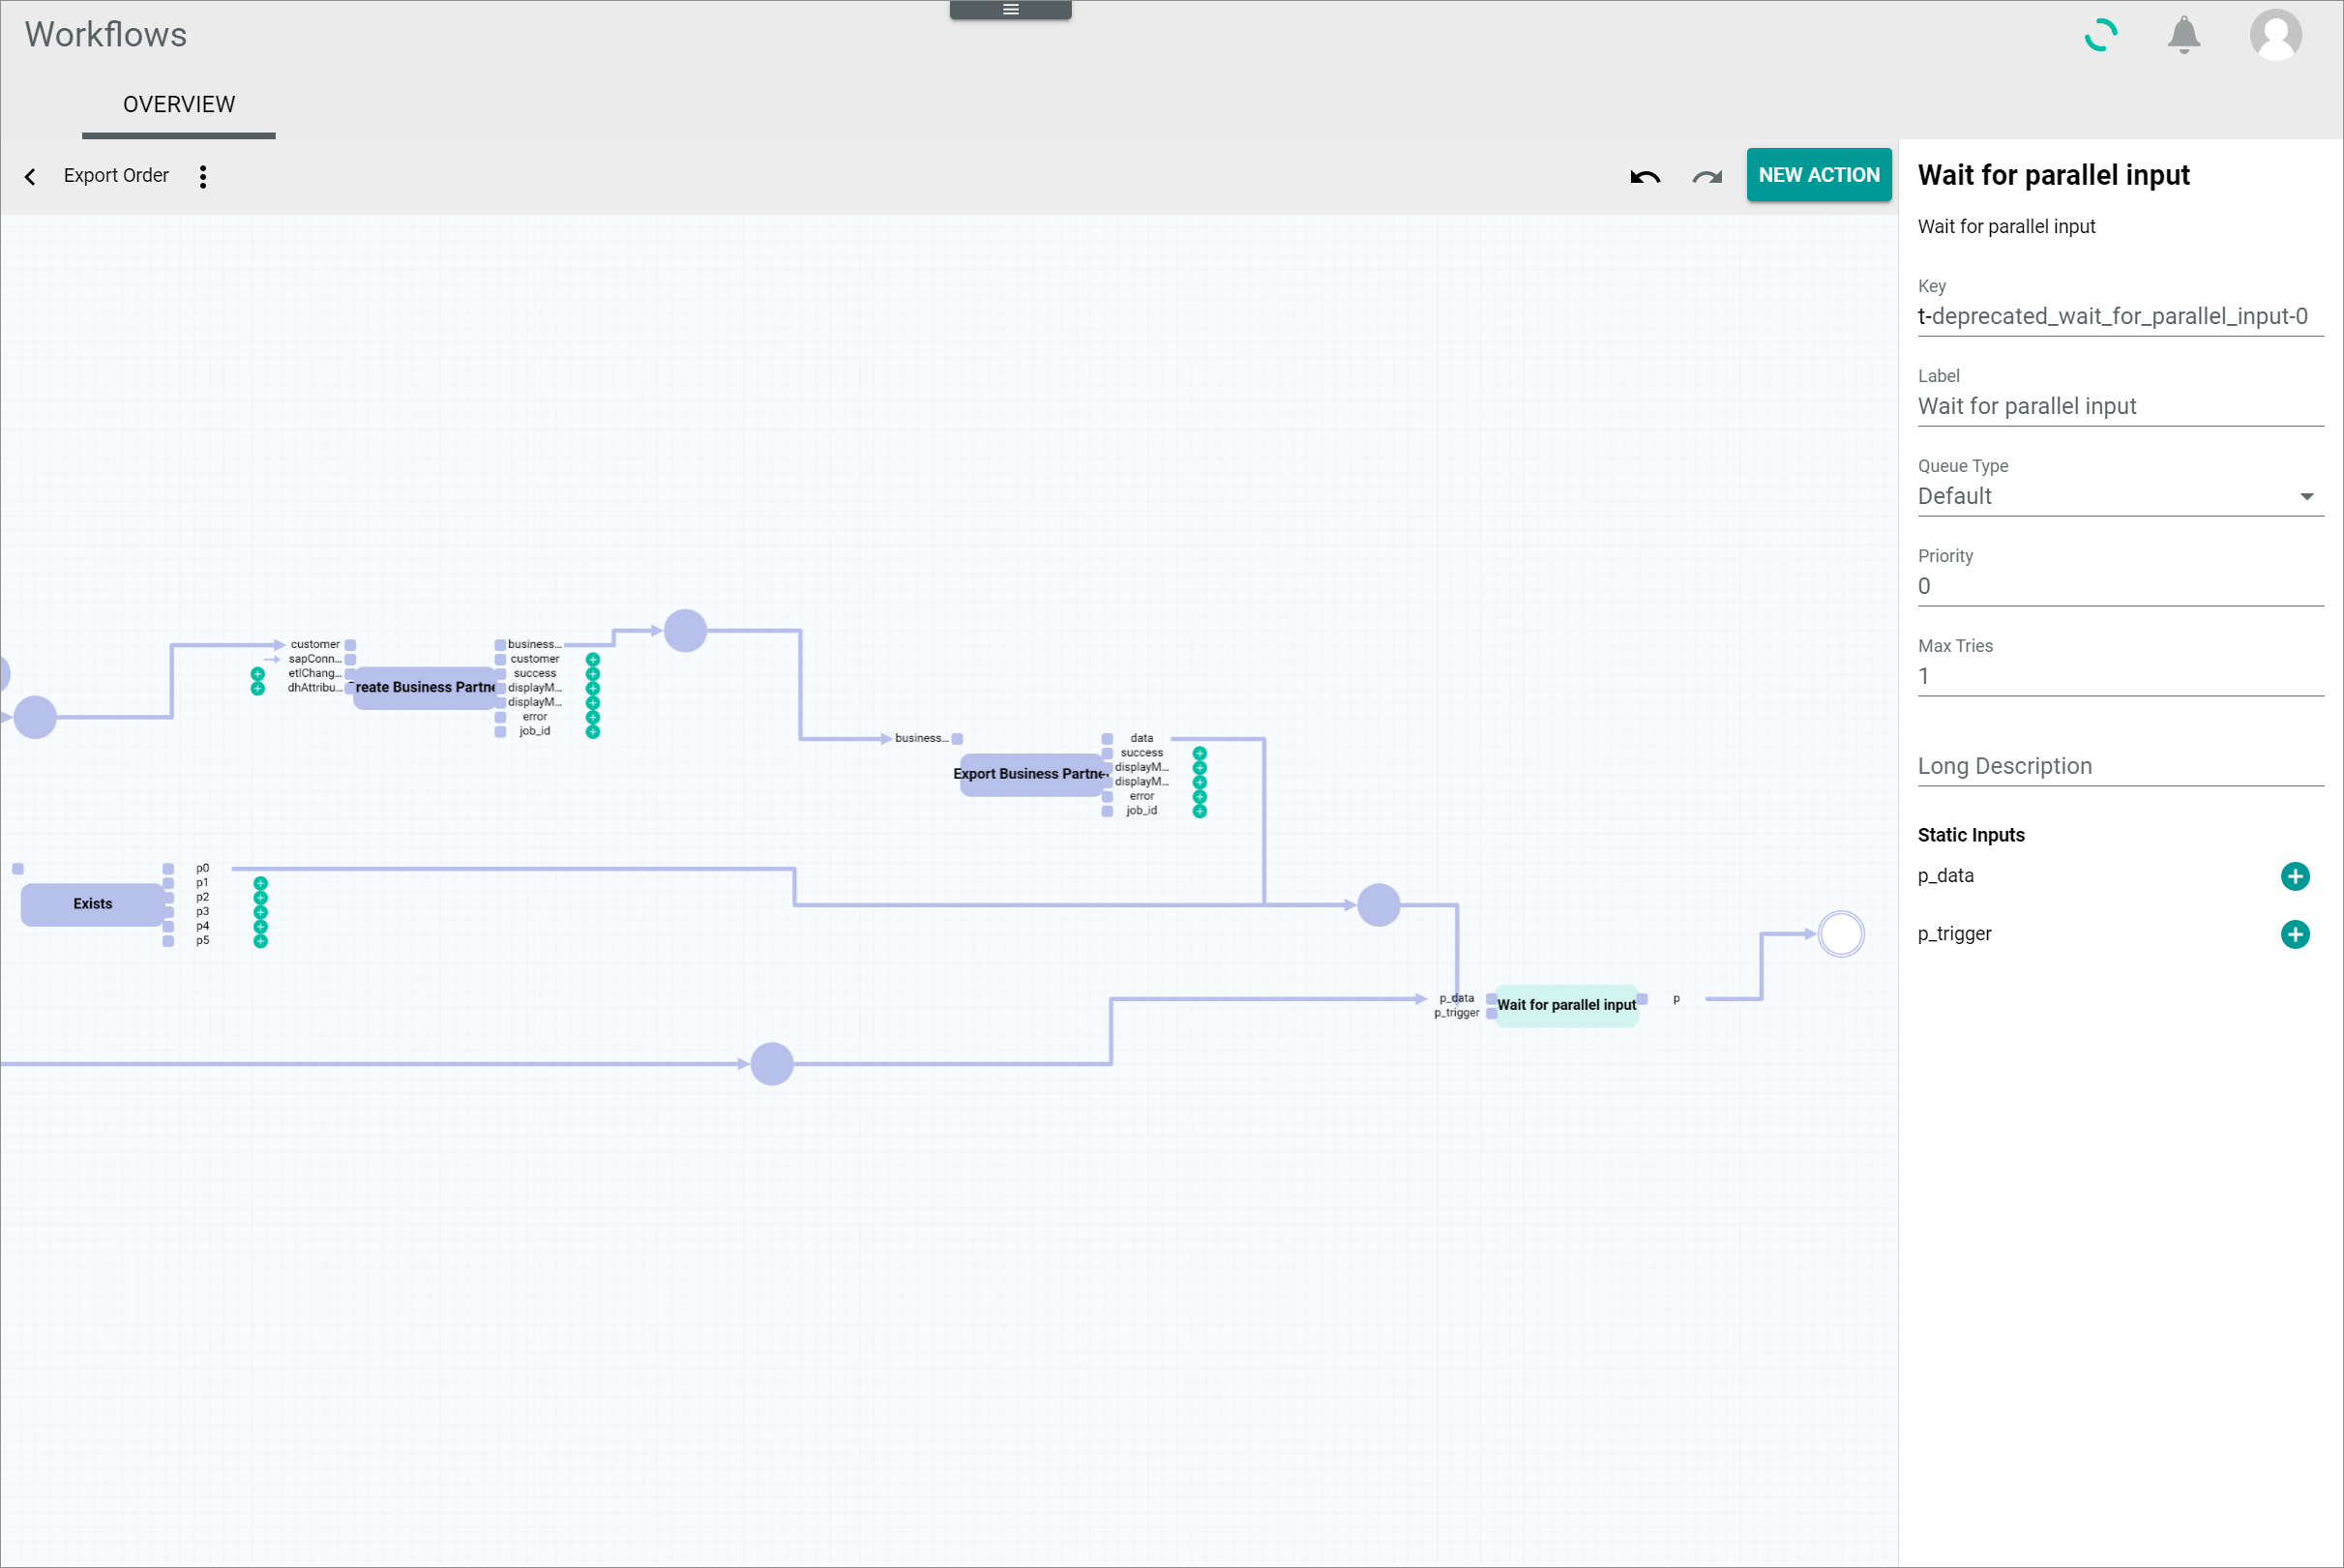 Workflows
OVERVIEW
Export Order
NEW ACTION
customer
sapConn...
etlChang...
dhAttribu...
reate Business Partne
business...
customer
success
displayM...
displayM...
error
job_id
business...
Export Business Partner
data
success
displayM...
displayM...
error
job_id
Exists
p0
p1
p2
p3
p4
p5
p_data
p_trigger
Wait for parallel input
p
Wait for parallel input
Wait for parallel input
Key
t-deprecated_wait_for_parallel_input-0
Label
Wait for parallel input
Queue Type
Default
Priority
0
Max Tries
1
Long Description
Static Inputs
p_data
p_trigger